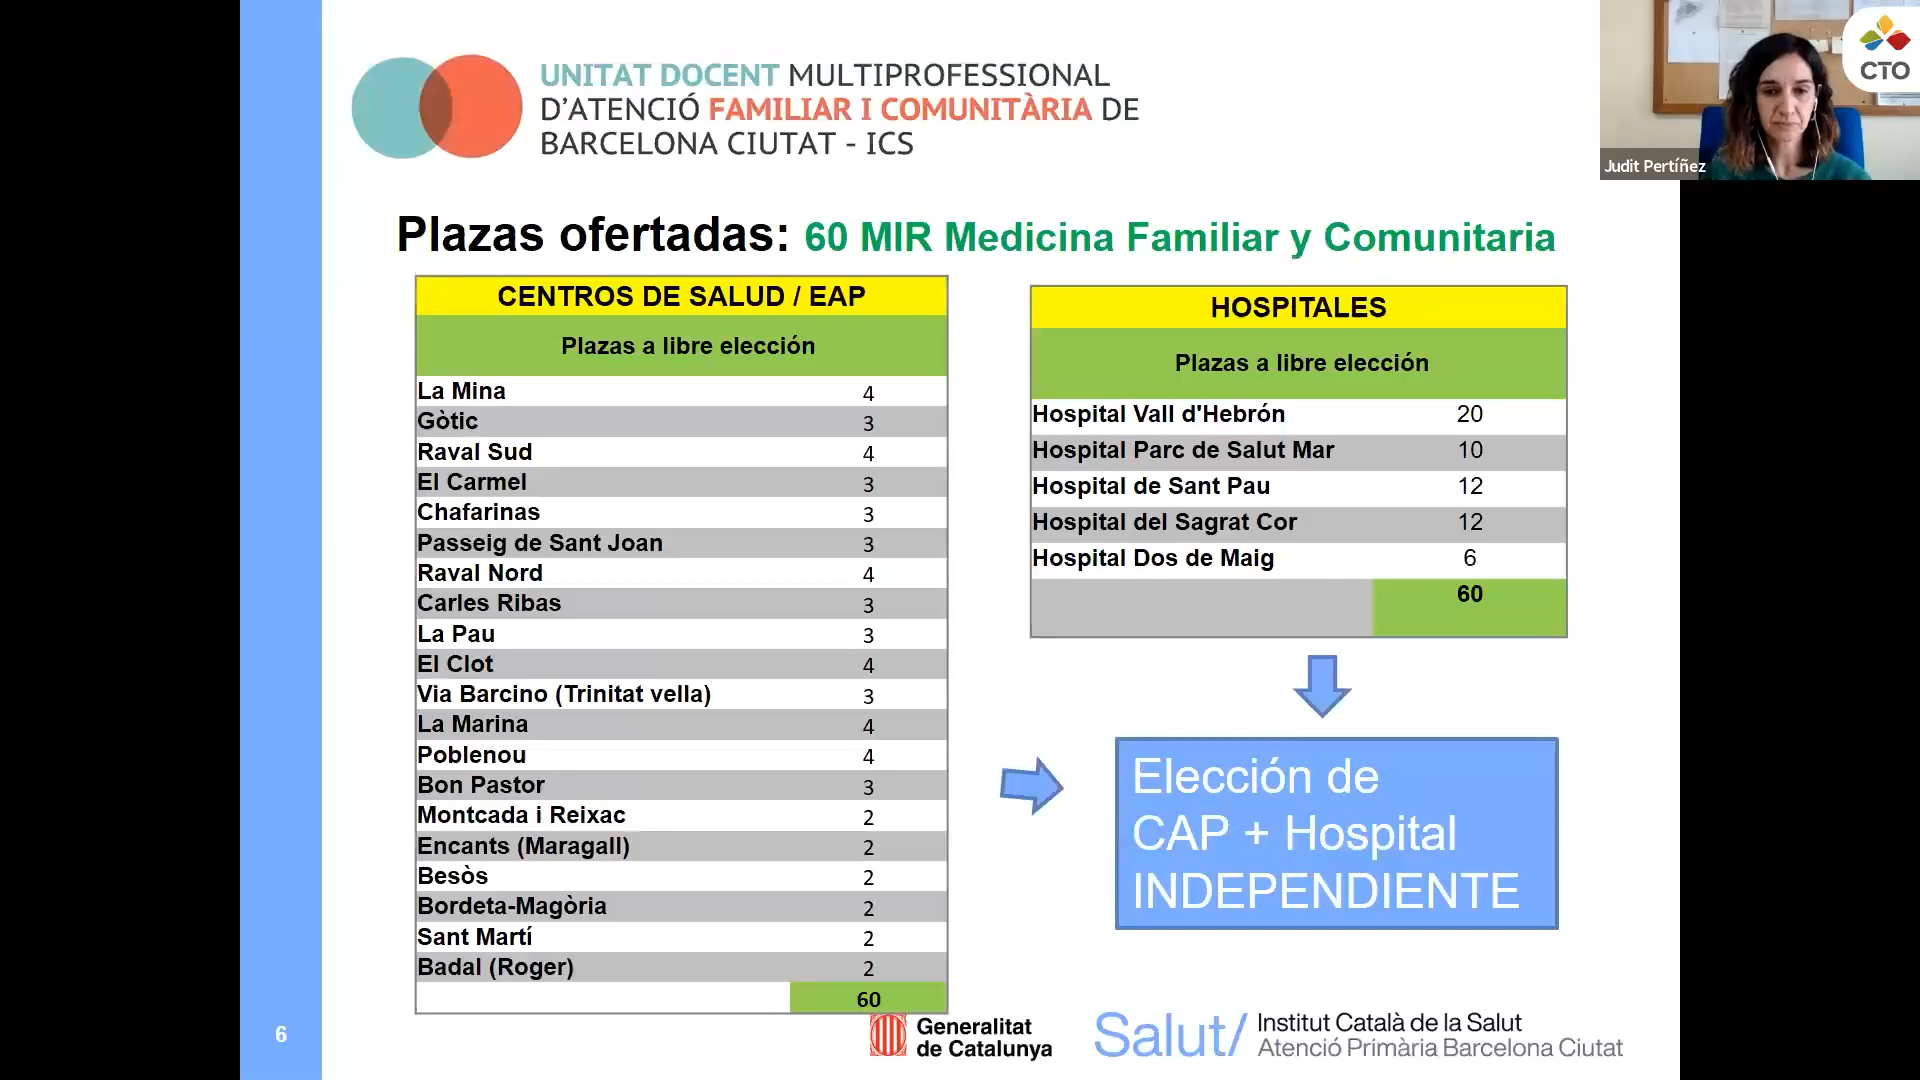 UNITAT DOCENT MULTIPROFESSIONAL
D'ATENCIÓ FAMILIAR I COMUNITÀRIA DE
BARCELONA CIUTAT - ICS
CTO
Judit Pertíñez
Plazas ofertadas: 60 MIR Medicina Familiar y Comunitaria
CENTROS DE SALUD / EAP
Plazas a libre elección
La Mina 4
Gòtic 3
Raval Sud 4
El Carmel 3
Chafarinas 3
Passeig de Sant Joan 3
Raval Nord 4
Carles Ribas 3
La Pau 3
El Clot 4
Via Barcino (Trinitat vella) 3
La Marina 4
Poblenou 4
Bon Pastor 3
Montcada i Reixac 2
Encants (Maragall) 2
Besòs 2
Bordeta-Magòria 2
Sant Martí 2
Badal (Roger) 2
60
HOSPITALES
Plazas a libre elección
Hospital Vall d'Hebrón 20
Hospital Parc de Salut Mar 10
Hospital de Sant Pau 12
Hospital del Sagrat Cor 12
Hospital Dos de Maig 6
60
Elección de
CAP + Hospital
INDEPENDIENTE
6
Generalitat
de Catalunya
Salut/
Institut Català de la Salut
Atenció Primària Barcelona Ciutat